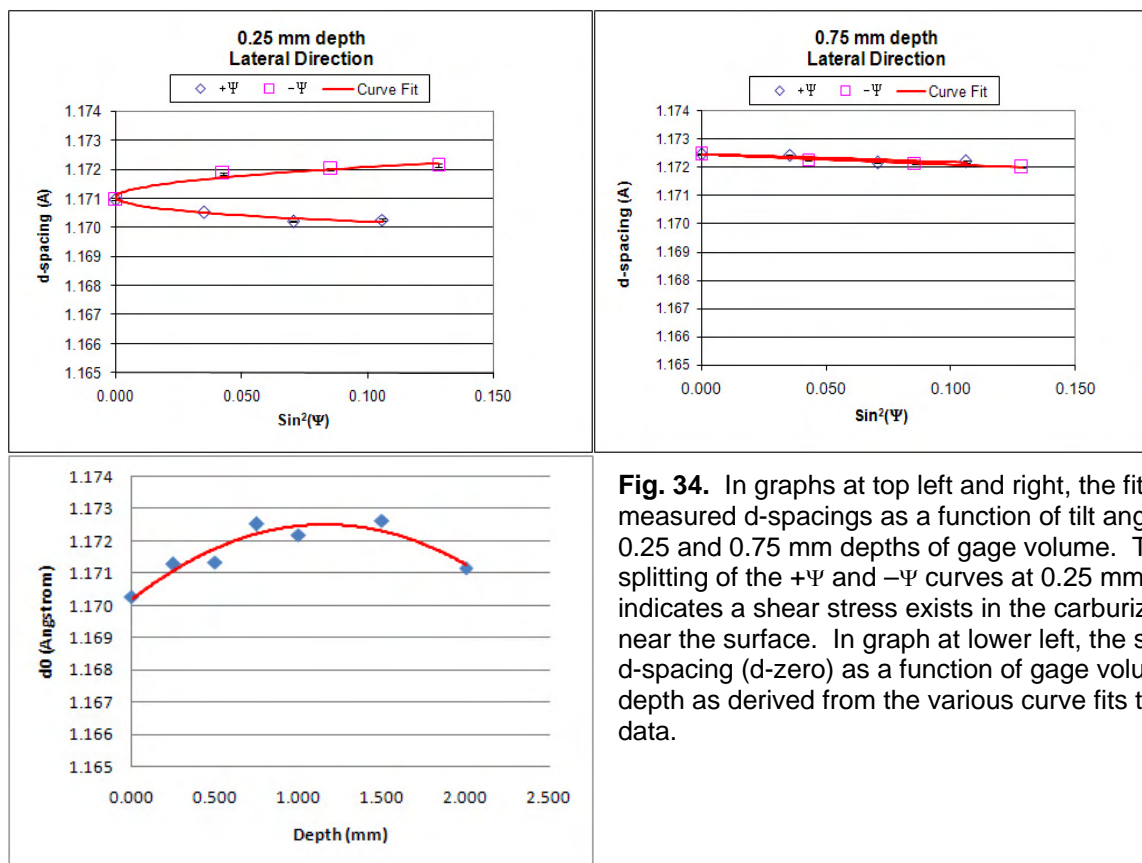 0.25 mm depth
Lateral Direction
+Ψ −Ψ Curve Fit
1.174
1.173
1.172
1.171
1.170
1.169
1.168
1.167
1.166
1.165
d-spacing (A)
0.000 0.050 0.100 0.150
Sin²(Ψ)
0.75 mm depth
Lateral Direction
+Ψ −Ψ Curve Fit
1.174
1.173
1.172
1.171
1.170
1.169
1.168
1.167
1.166
1.165
d-spacing (A)
0.000 0.050 0.100 0.150
Sin²(Ψ)
1.174
1.173
1.172
1.171
1.170
1.169
1.168
1.167
1.166
1.165
d0 (Angstrom)
0.000 0.500 1.000 1.500 2.000 2.500
Depth (mm)
Fig. 34. In graphs at top left and right, the fit
measured d-spacings as a function of tilt ang
0.25 and 0.75 mm depths of gage volume. T
splitting of the +Ψ and –Ψ curves at 0.25 mm
indicates a shear stress exists in the carburiz
near the surface. In graph at lower left, the s
d-spacing (d-zero) as a function of gage volu
depth as derived from the various curve fits t
data.